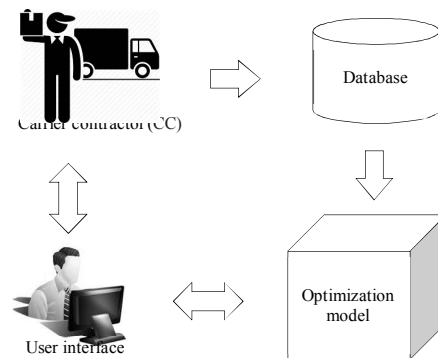 Carrier contractor (CC)
Database
Optimization
model
User interface